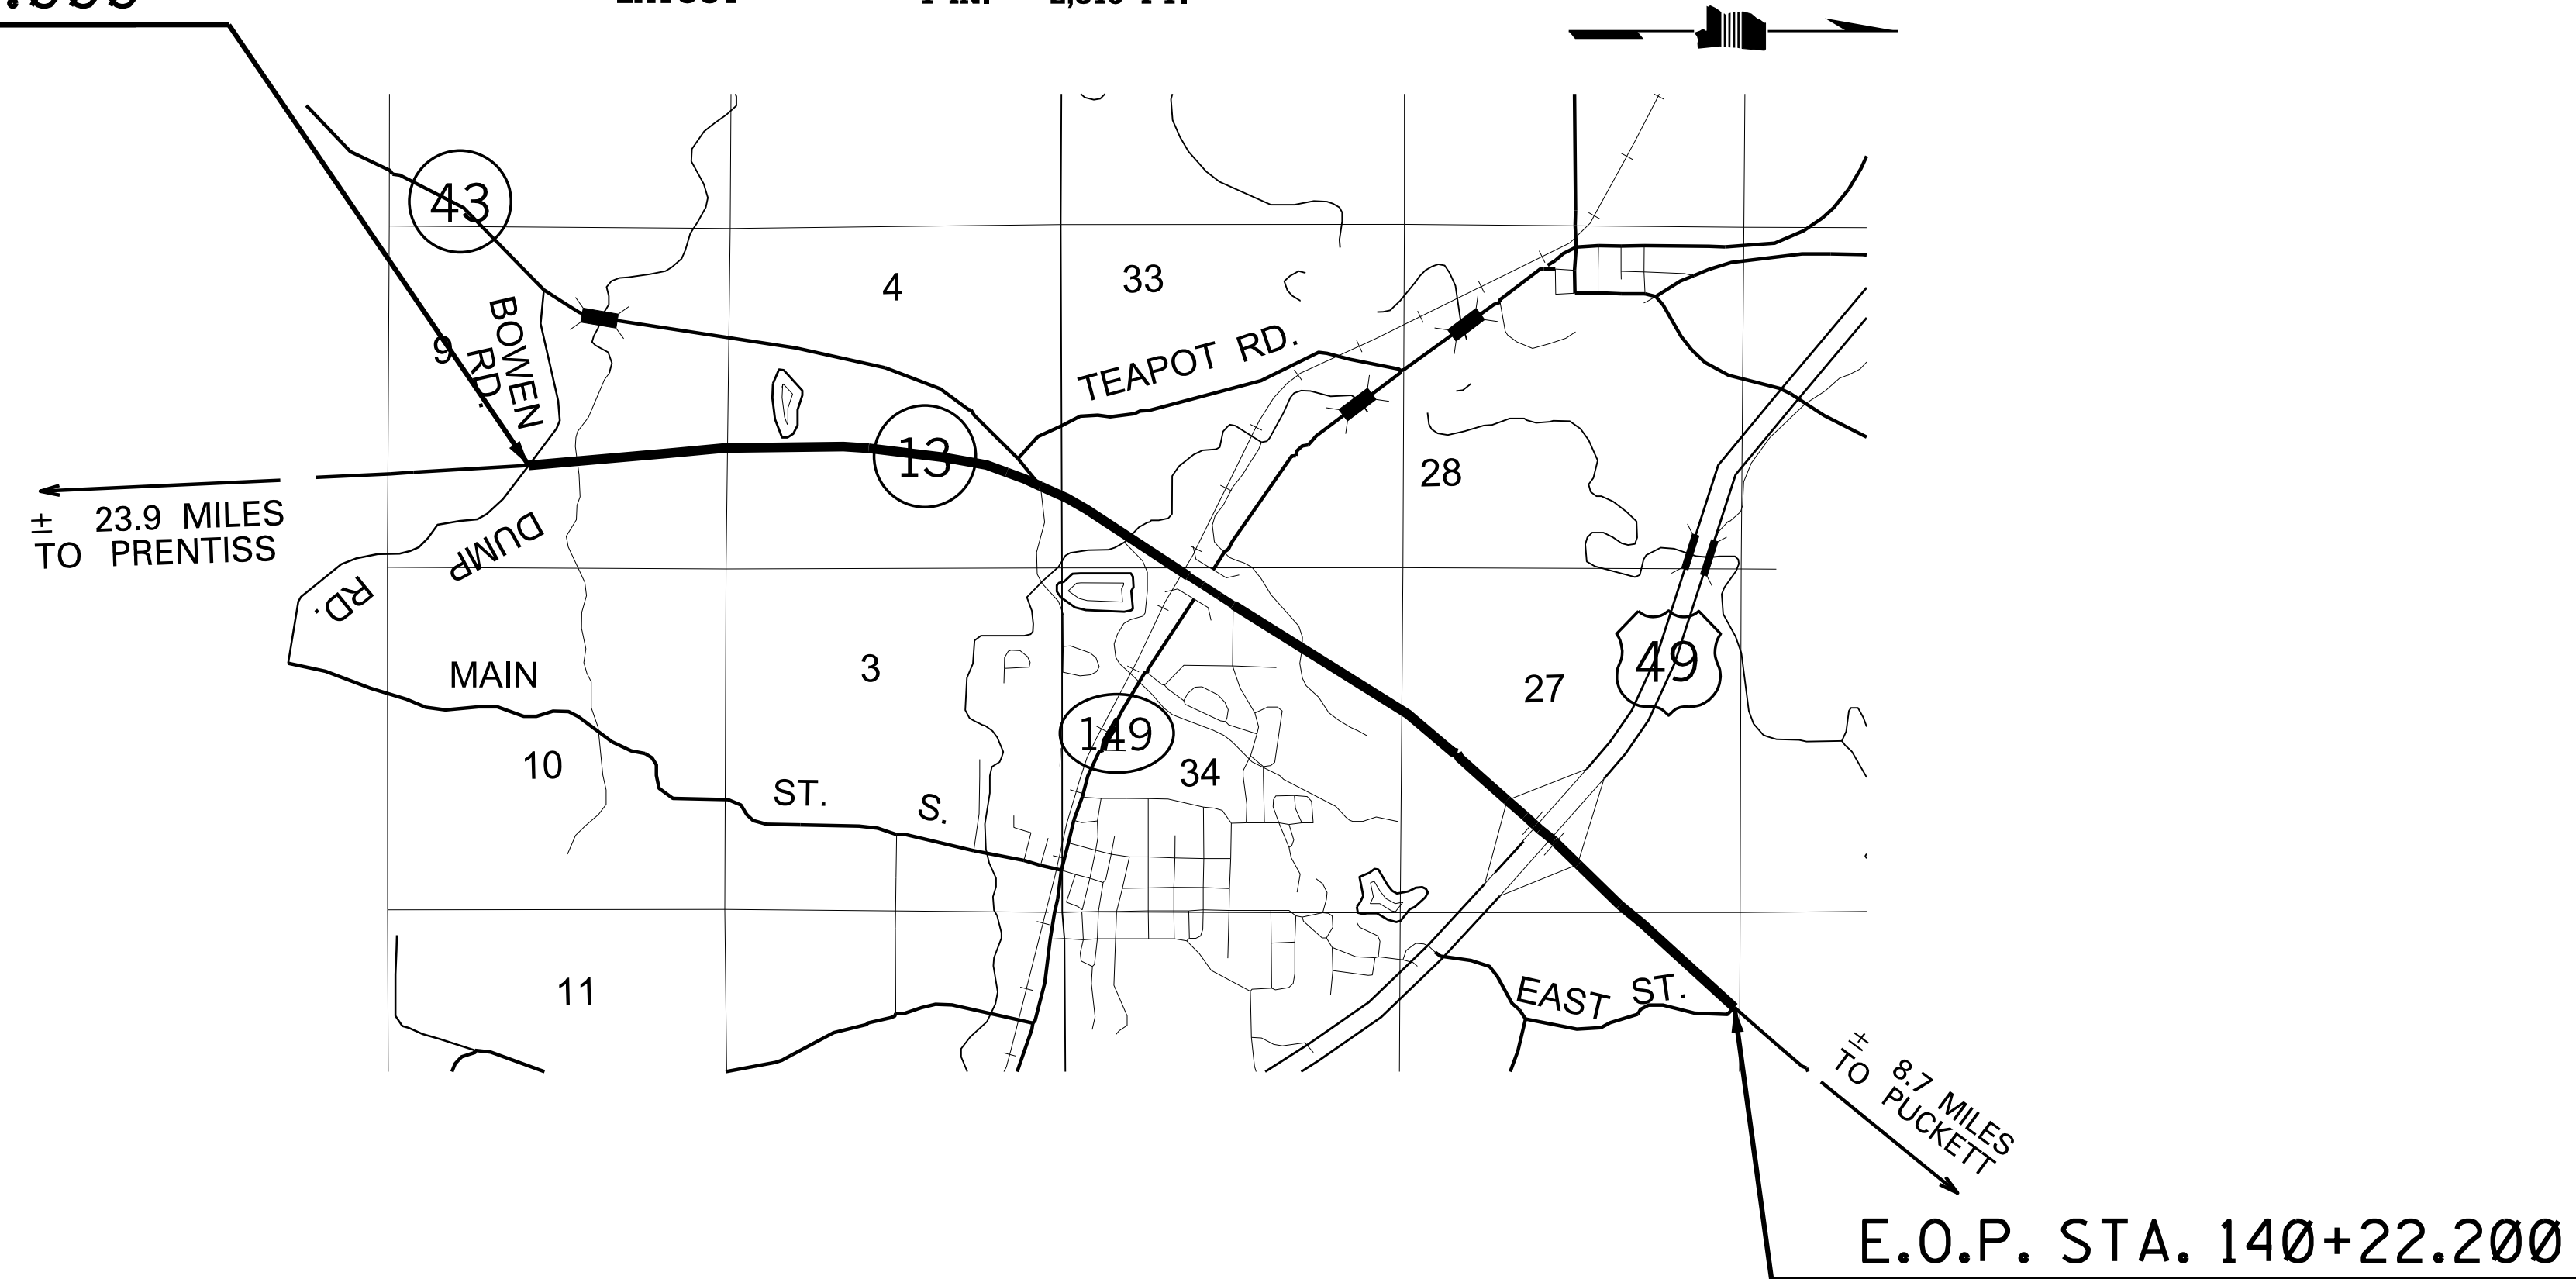 43
4
33
BOWEN
RD.
9
TEAPOT RD.
13
28
± 23.9 MILES
TO PRENTISS
DUMP
RD.
MAIN
3
27
49
149
10
34
ST.
S.
11
EAST ST.
± 8.7 MILES
TO PUCKETT
E.O.P. STA. 140+22.200